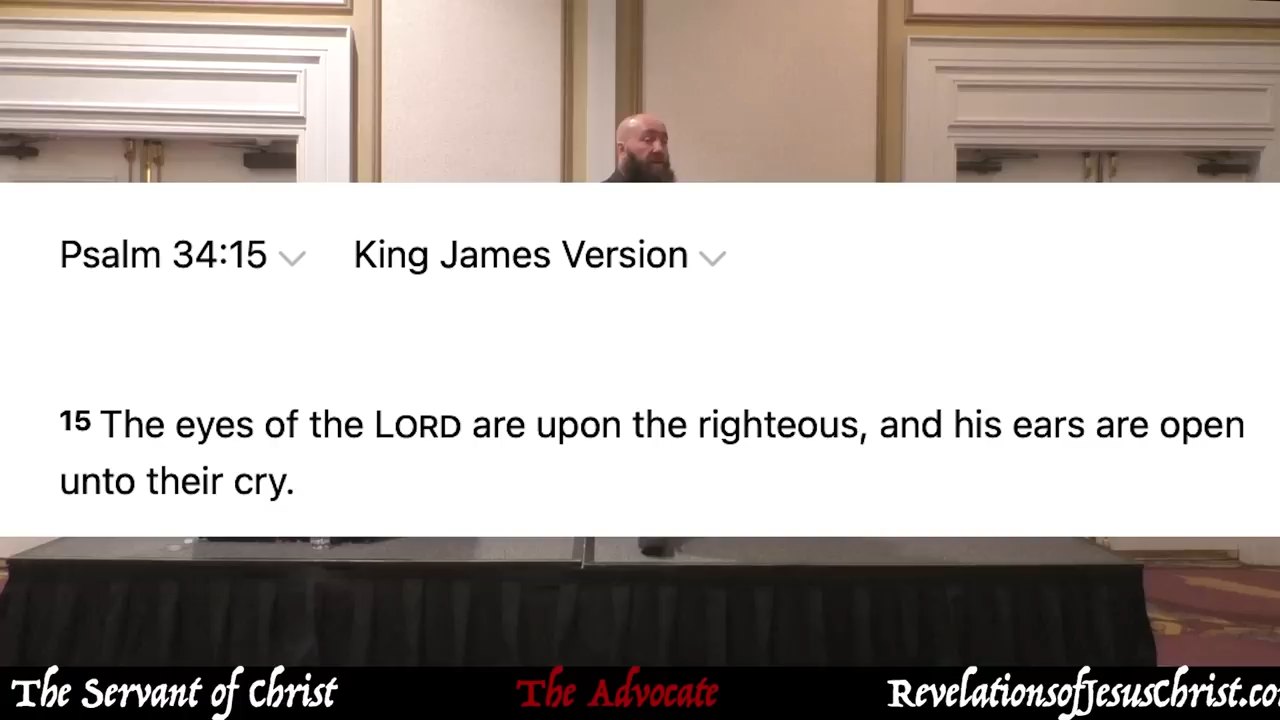 Psalm 34:15 King James Version
15 The eyes of the LORD are upon the righteous, and his ears are open
unto their cry.
The Servant of Christ The Advocate RevelationsofJesusChrist.co